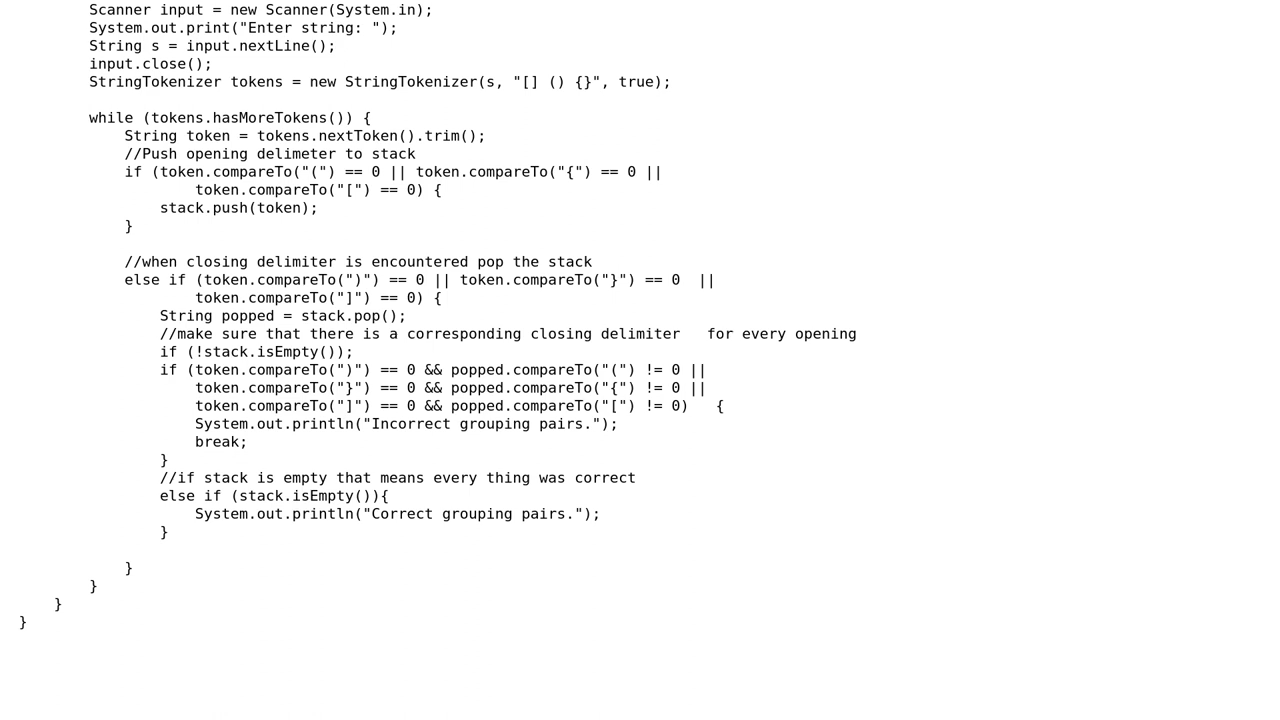 Scanner input = new Scanner(System.in);
System.out.print("Enter string: ");
String s = input.nextLine();
input.close();
StringTokenizer tokens = new StringTokenizer(s, "[] () {}", true);
while (tokens.hasMoreTokens()) {
String token = tokens.nextToken().trim();
//Push opening delimeter to stack
if (token.compareTo("(") == 0 || token.compareTo("{") == 0 ||
token.compareTo("[") == 0) {
stack.push(token);
}
//when closing delimiter is encountered pop the stack
else if (token.compareTo(")") == 0 || token.compareTo("}") == 0  ||
token.compareTo("]") == 0) {
String popped = stack.pop();
//make sure that there is a corresponding closing delimiter   for every opening
if (!stack.isEmpty());
if (token.compareTo(")") == 0 && popped.compareTo("(") != 0 ||
token.compareTo("}") == 0 && popped.compareTo("{") != 0 ||
token.compareTo("]") == 0 && popped.compareTo("[") != 0)   {
System.out.println("Incorrect grouping pairs.");
break;
}
//if stack is empty that means every thing was correct
else if (stack.isEmpty()){
System.out.println("Correct grouping pairs.");
}
}
}
}
}